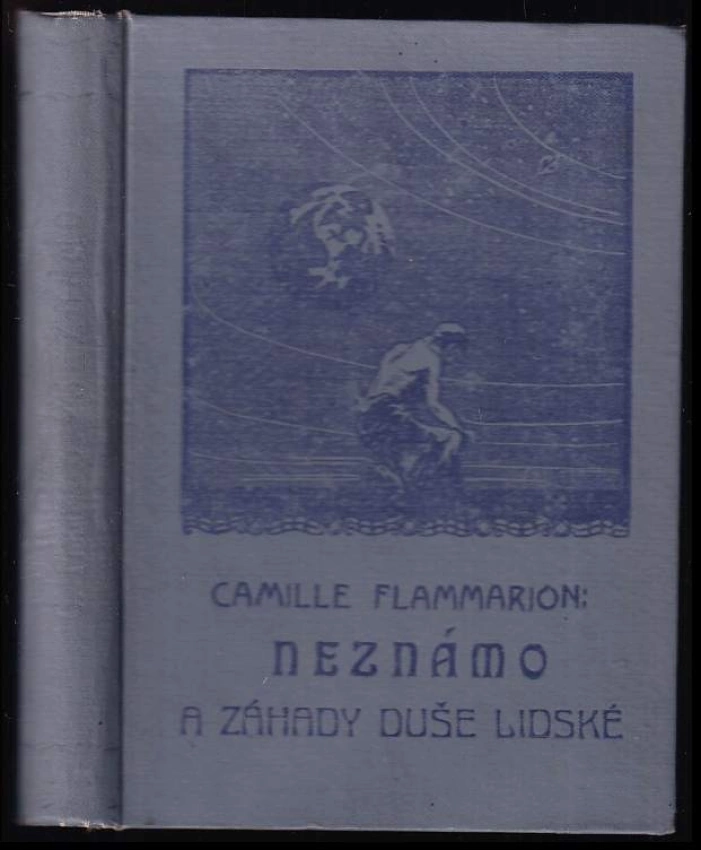 CAMILLE FLAMMARION:
NEZNÁMO
A ZÁHADY DUŠE LIDSKÉ